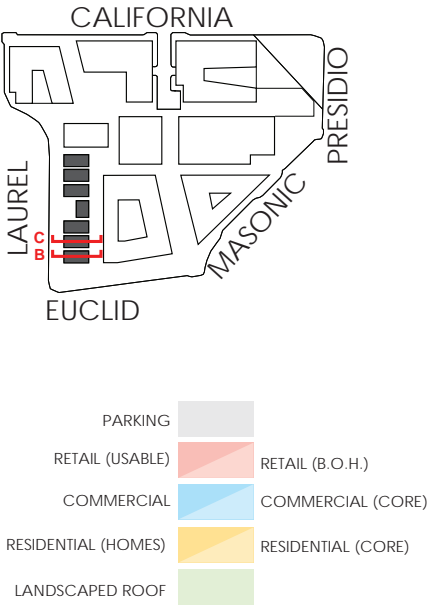 CALIFORNIA
PRESIDIO
LAUREL
MASONIC
C
B
EUCLID
PARKING
RETAIL (USABLE)
RETAIL (B.O.H.)
COMMERCIAL
COMMERCIAL (CORE)
RESIDENTIAL (HOMES)
RESIDENTIAL (CORE)
LANDSCAPED ROOF